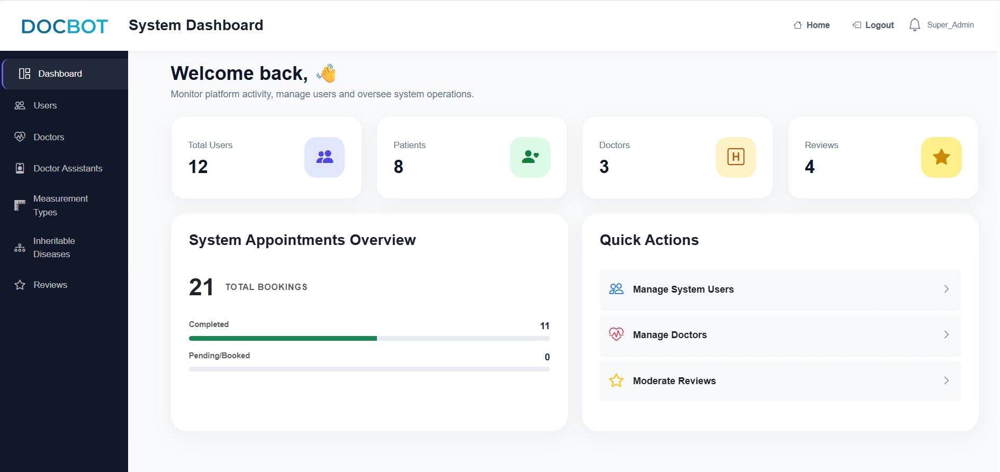 DOCBOT
System Dashboard
Home
Logout
Super_Admin
Dashboard
Users
Doctors
Doctor Assistants
Measurement
Types
Inheritable
Diseases
Reviews
Welcome back, 👋
Monitor platform activity, manage users and oversee system operations.
Total Users
12
Patients
8
Doctors
3
H
Reviews
4
System Appointments Overview
21 TOTAL BOOKINGS
Completed 11
Pending/Booked 0
Quick Actions
Manage System Users
Manage Doctors
Moderate Reviews